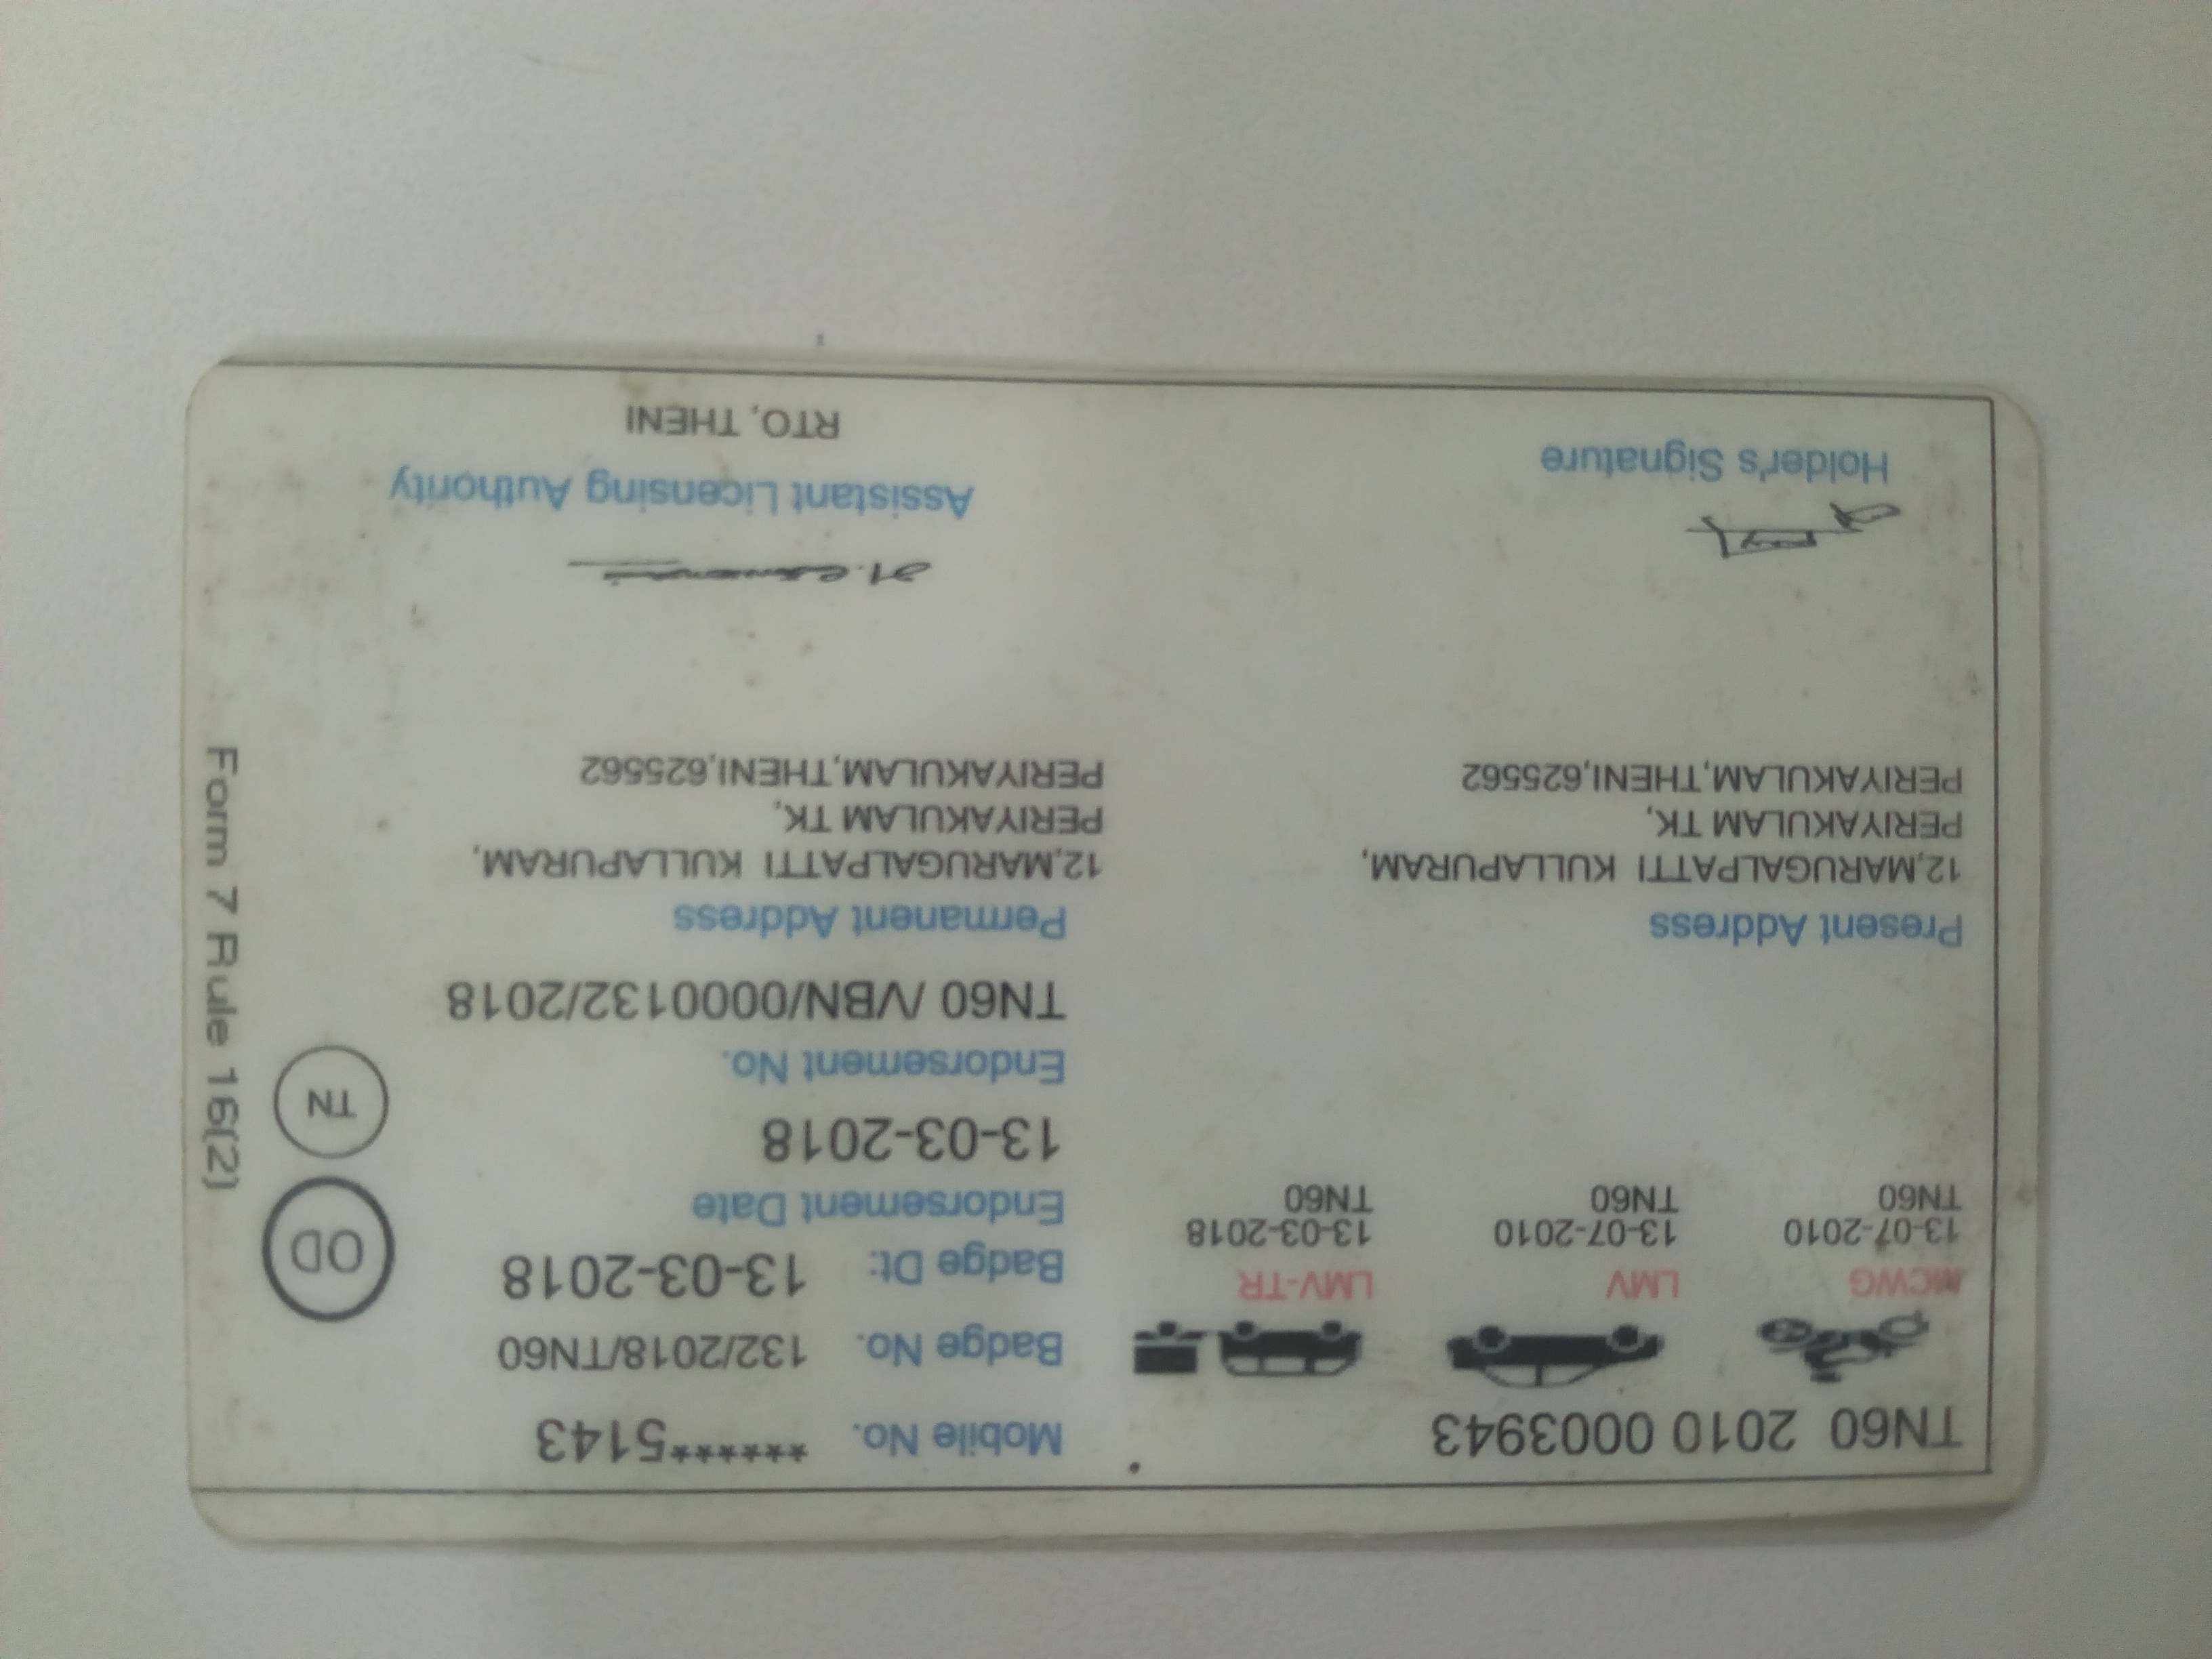 TN60 2010 0003943
MCWG
13-07-2010
TN60
LMV
13-07-2010
TN60
LMV-TR
13-03-2018
TN60
Mobile No. ******5143
Badge No. 132/2018/TN60
Badge Dt: 13-03-2018
Endorsement Date
13-03-2018
Endorsement No.
TN60 /VBN/0000132/2018
OD
TN
Form 7 Rule 16(2)
Present Address
12,MARUGALPATTI KULLAPURAM,
PERIYAKULAM TK,
PERIYAKULAM,THENI,625562
Permanent Address
12,MARUGALPATTI KULLAPURAM,
PERIYAKULAM TK,
PERIYAKULAM,THENI,625562
Holder's Signature
Assistant Licensing Authority
RTO, THENI